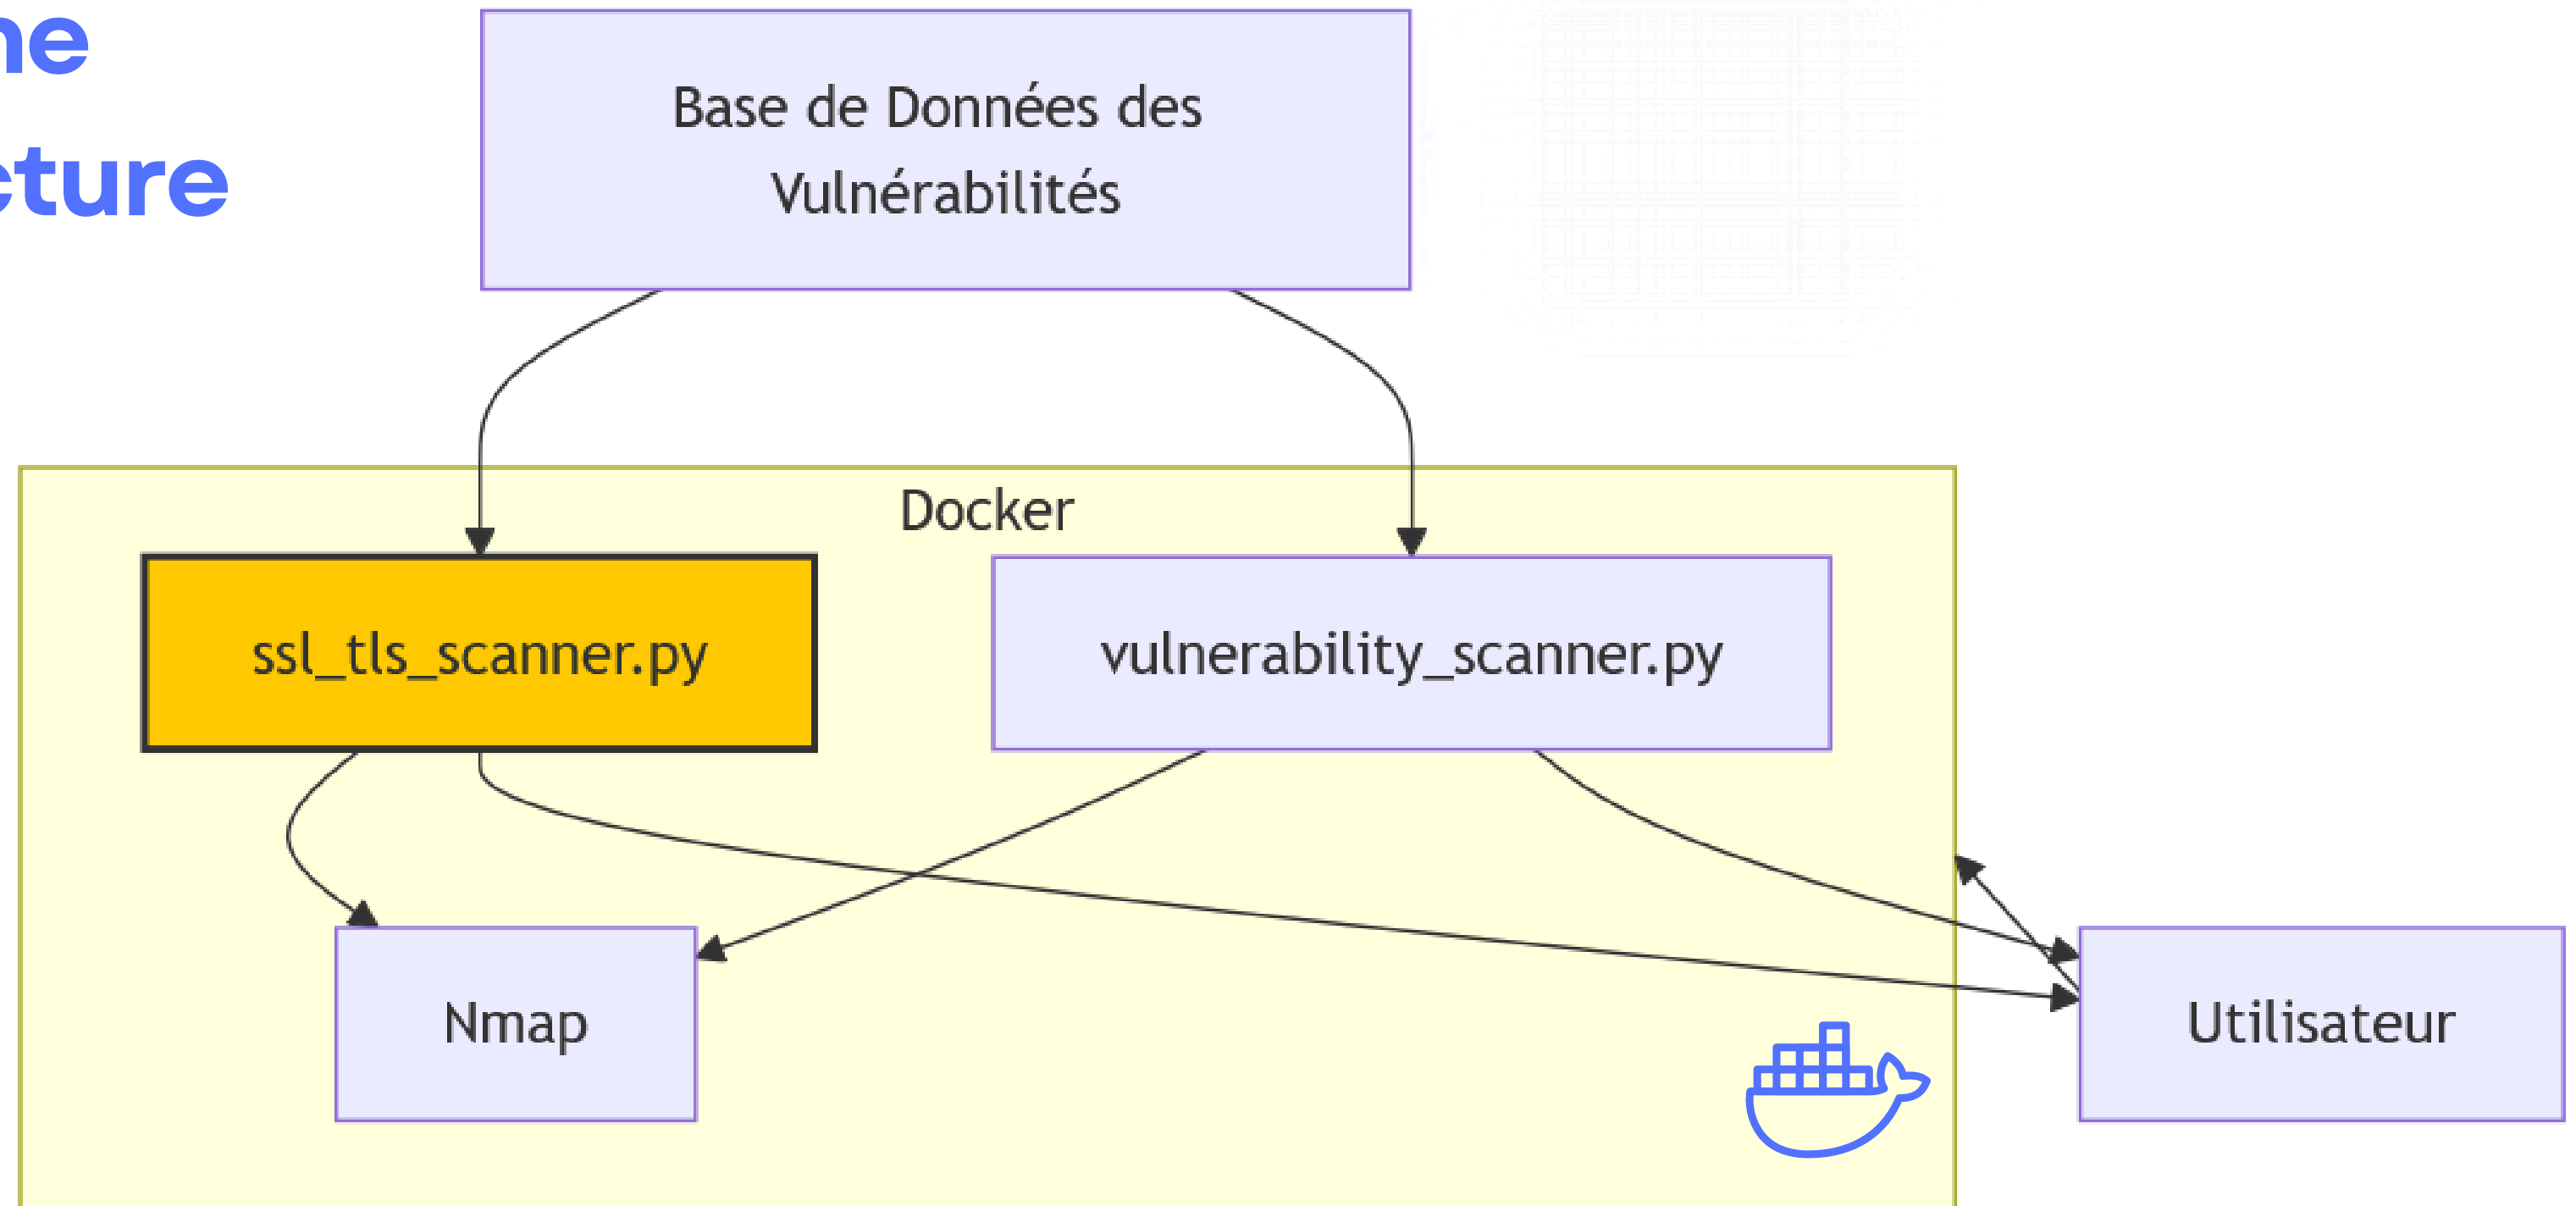 ne
cture
Base de Données des
Vulnérabilités
Docker
ssl_tls_scanner.py
vulnerability_scanner.py
Nmap
Utilisateur